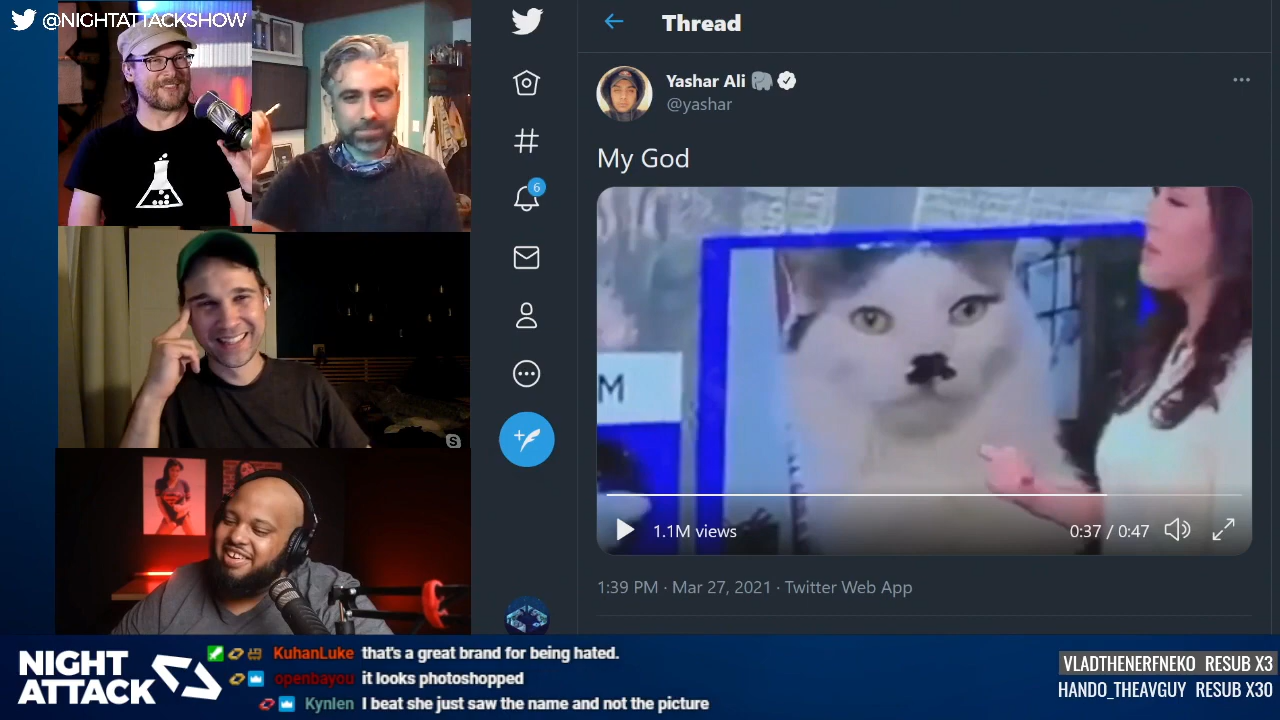 @NIGHTATTACKSHOW
Thread
Yashar Ali
@yashar
My God
M
6
1.1M views
0:37 / 0:47
1:39 PM · Mar 27, 2021 · Twitter Web App
NIGHT
ATTACK
KuhanLuke that's a great brand for being hated.
openbayou it looks photoshopped
Kynlen I beat she just saw the name and not the picture
VLADTHENERFNEKO RESUB X3
HANDO_THEAVGUY RESUB X30